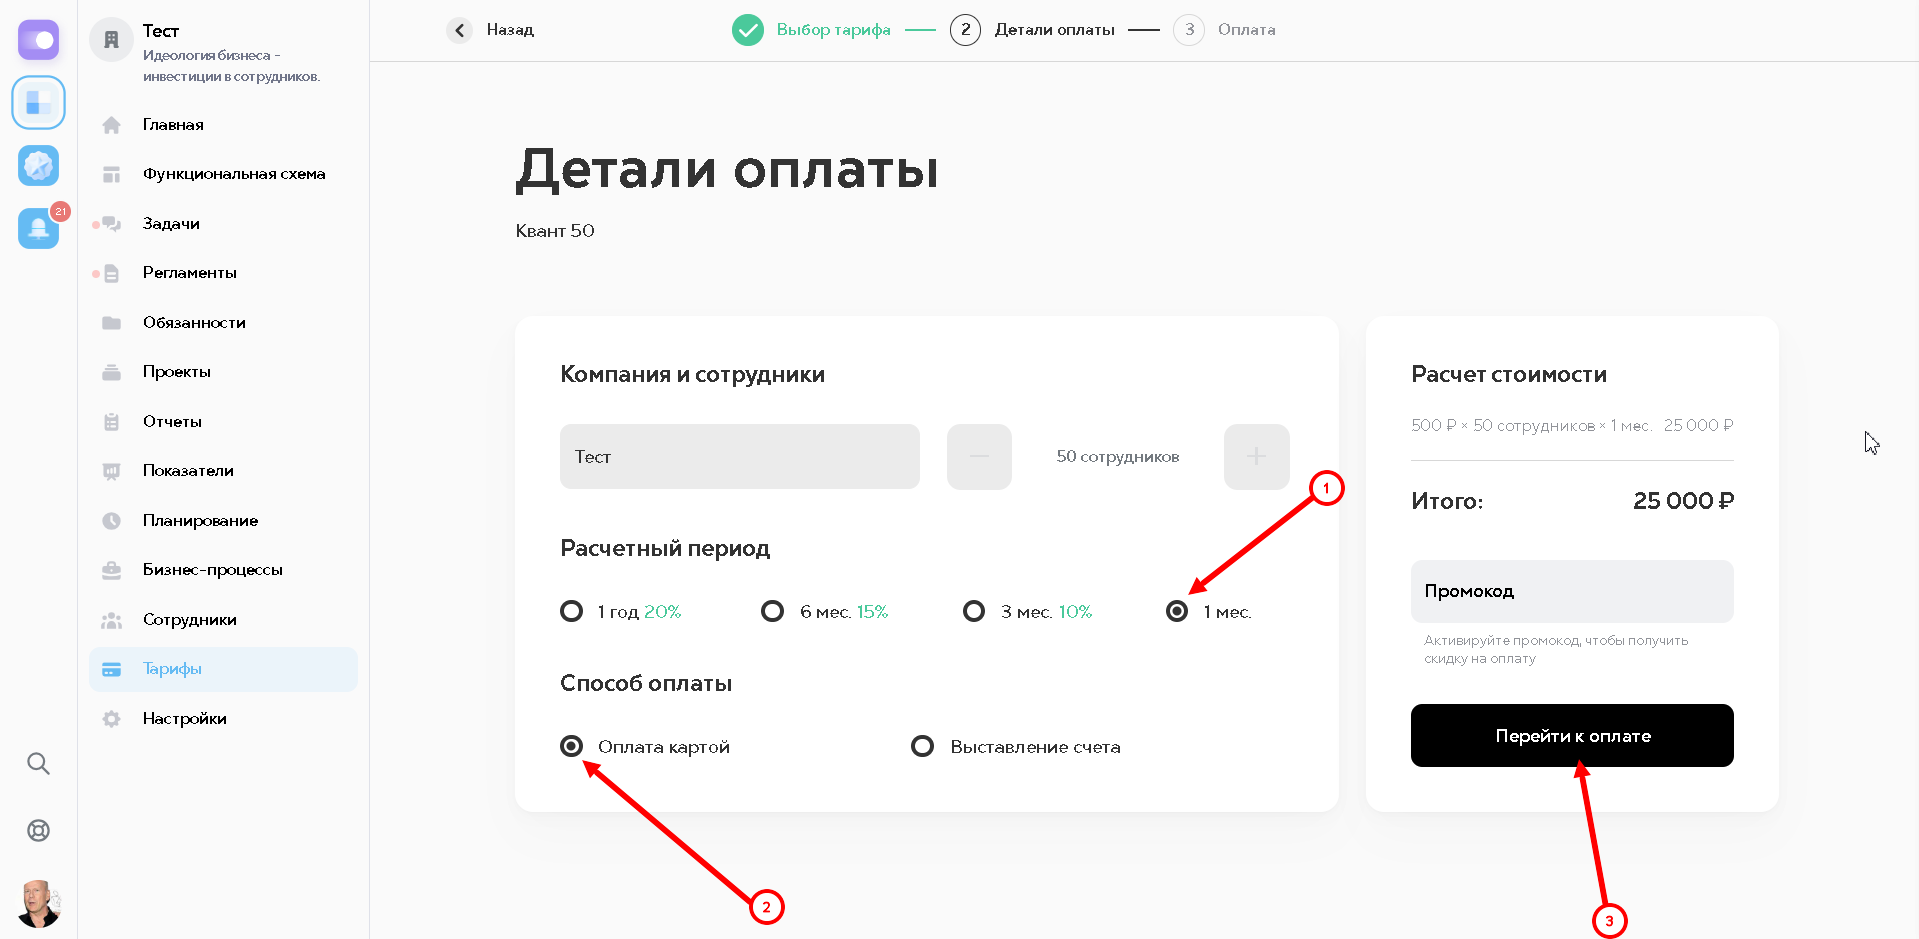 Тест
Идеология бизнеса -
инвестиции в сотрудников.
21
Главная
Функциональная схема
Задачи
Регламенты
Обязанности
Проекты
Отчеты
Показатели
Планирование
Бизнес-процессы
Сотрудники
Тарифы
Настройки
Назад
Выбор тарифа
2 Детали оплаты
3 Оплата
Детали оплаты
Квант 50
Компания и сотрудники
Тест
50 сотрудников
1
Расчетный период
1 год 20%
6 мес. 15%
3 мес. 10%
1 мес.
Способ оплаты
Оплата картой
Выставление счета
2
Расчет стоимости
500 ₽ × 50 сотрудников × 1 мес. 25 000 ₽
Итого: 25 000 ₽
Промокод
Активируйте промокод, чтобы получить
скидку на оплату
Перейти к оплате
3